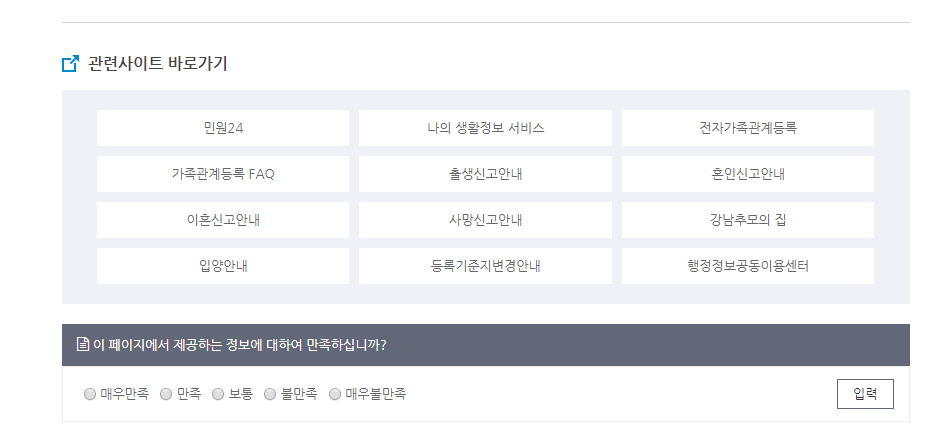 관련사이트 바로가기
민원24 나의 생활정보 서비스 전자가족관계등록
가족관계등록 FAQ 출생신고안내 혼인신고안내
이혼신고안내 사망신고안내 강남추모의 집
입양안내 등록기준지변경안내 행정정보공동이용센터
이 페이지에서 제공하는 정보에 대하여 만족하십니까?
매우만족 만족 보통 불만족 매우불만족 입력